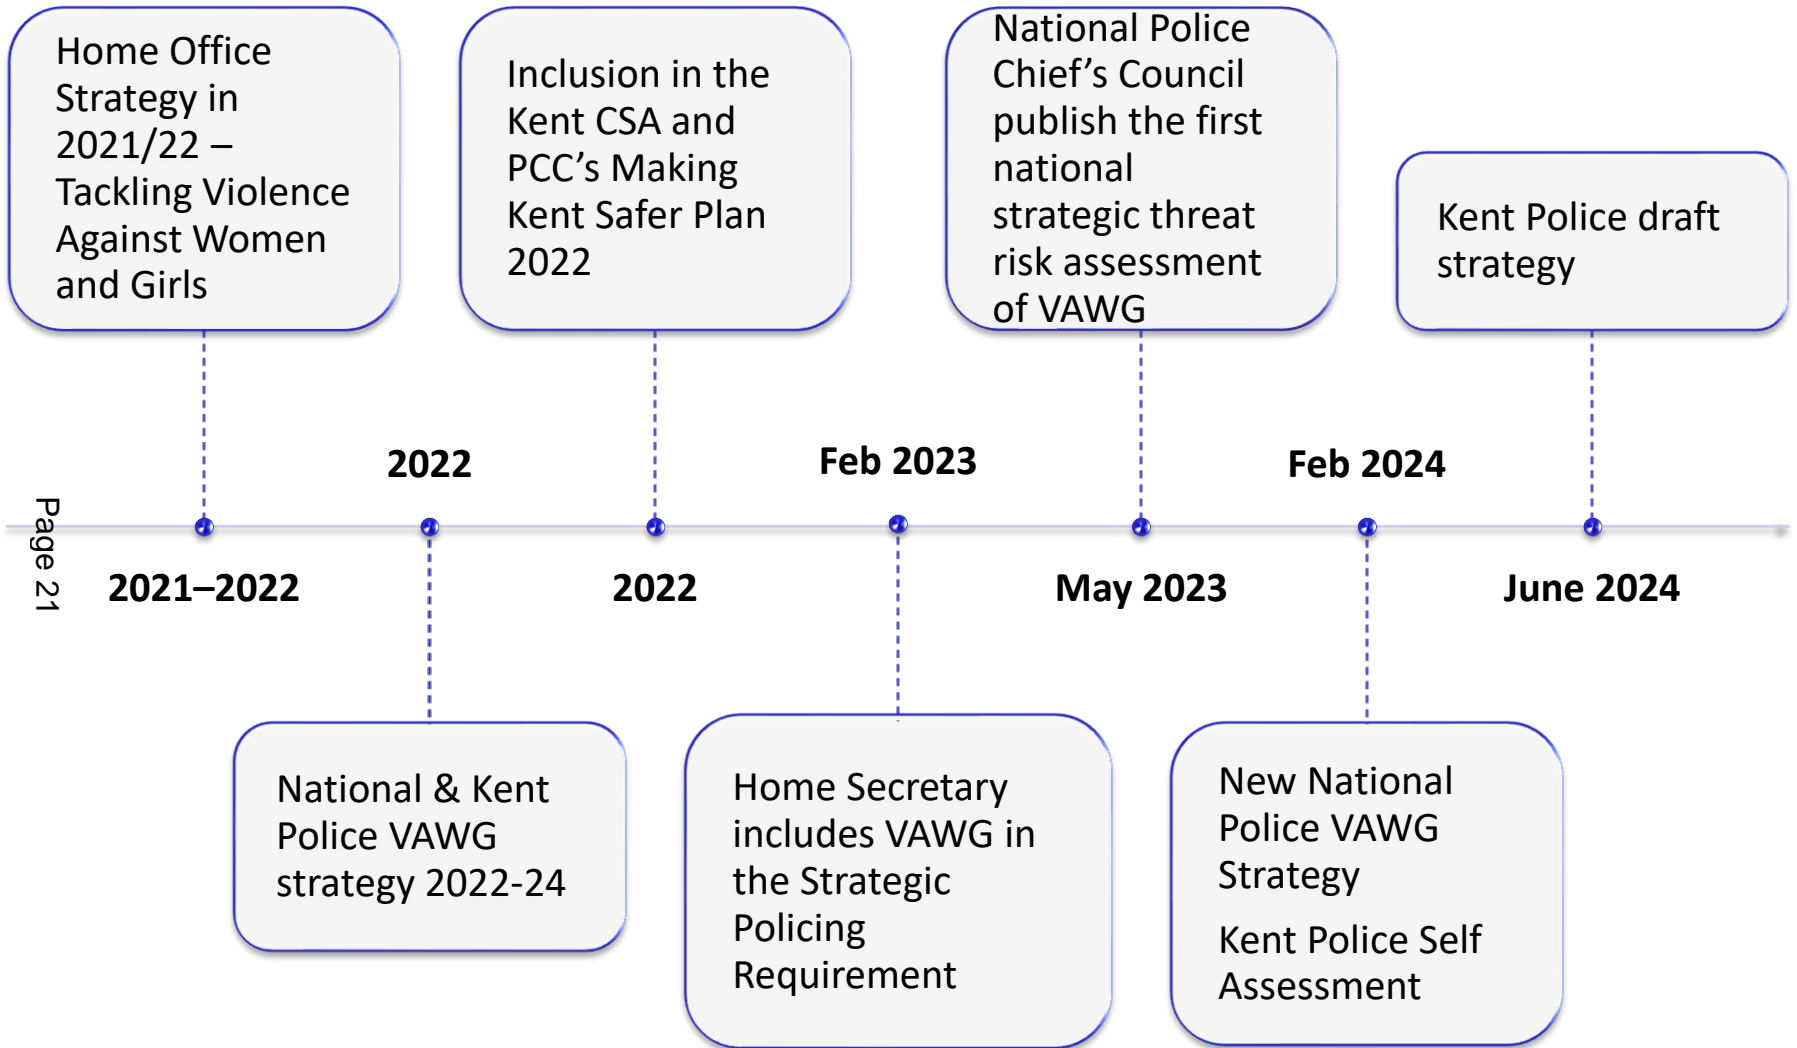 Home Office
Strategy in
2021/22 –
Tackling Violence
Against Women
and Girls
Inclusion in the
Kent CSA and
PCC’s Making
Kent Safer Plan
2022
National Police
Chief’s Council
publish the first
national
strategic threat
risk assessment
of VAWG
Kent Police draft
strategy
2022
Feb 2023
Feb 2024
Page 21
2021–2022
2022
May 2023
June 2024
National & Kent
Police VAWG
strategy 2022-24
Home Secretary
includes VAWG in
the Strategic
Policing
Requirement
New National
Police VAWG
Strategy
Kent Police Self
Assessment